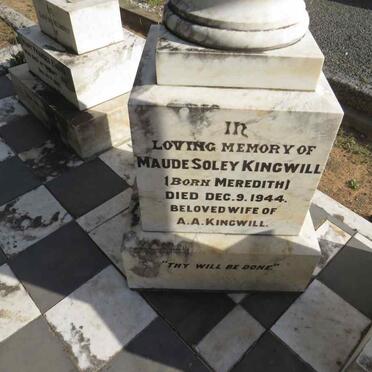 IN
LOVING MEMORY OF
MAUDE SOLEY KINGWILL
(BORN MEREDITH)
DIED DEC. 9. 1944.
BELOVED WIFE OF
A.A. KINGWILL.
"THY WILL BE DONE."